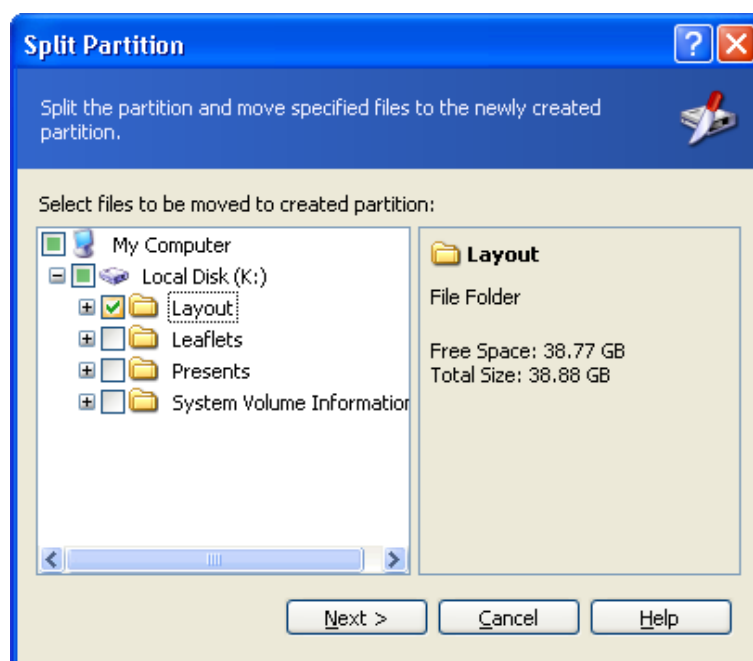 Split Partition
Split the partition and move specified files to the newly created
partition.
Select files to be moved to created partition:
My Computer
Local Disk (K:)
Layout
Leaflets
Presents
System Volume Information
Layout
File Folder
Free Space: 38.77 GB
Total Size: 38.88 GB
Next >
Cancel
Help